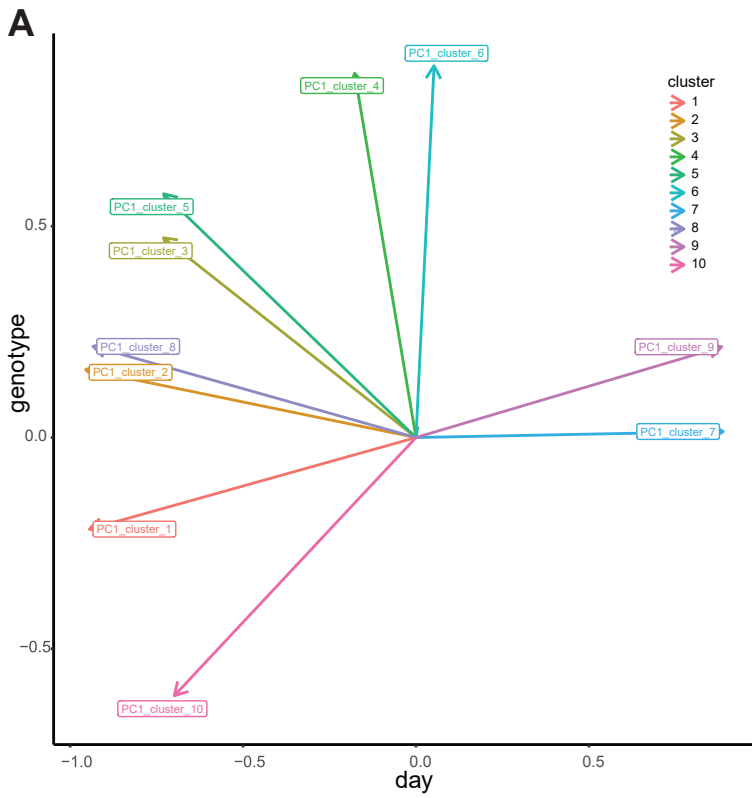 A
PC1_cluster_6
PC1_cluster_4
cluster
1
2
3
4
5
6
7
8
9
10
PC1_cluster_5
0.5
PC1_cluster_3
genotype
PC1_cluster_8
PC1_cluster_9
PC1_cluster_2
0.0
PC1_cluster_7
PC1_cluster_1
−0.5
PC1_cluster_10
−1.0
−0.5
0.0
0.5
day